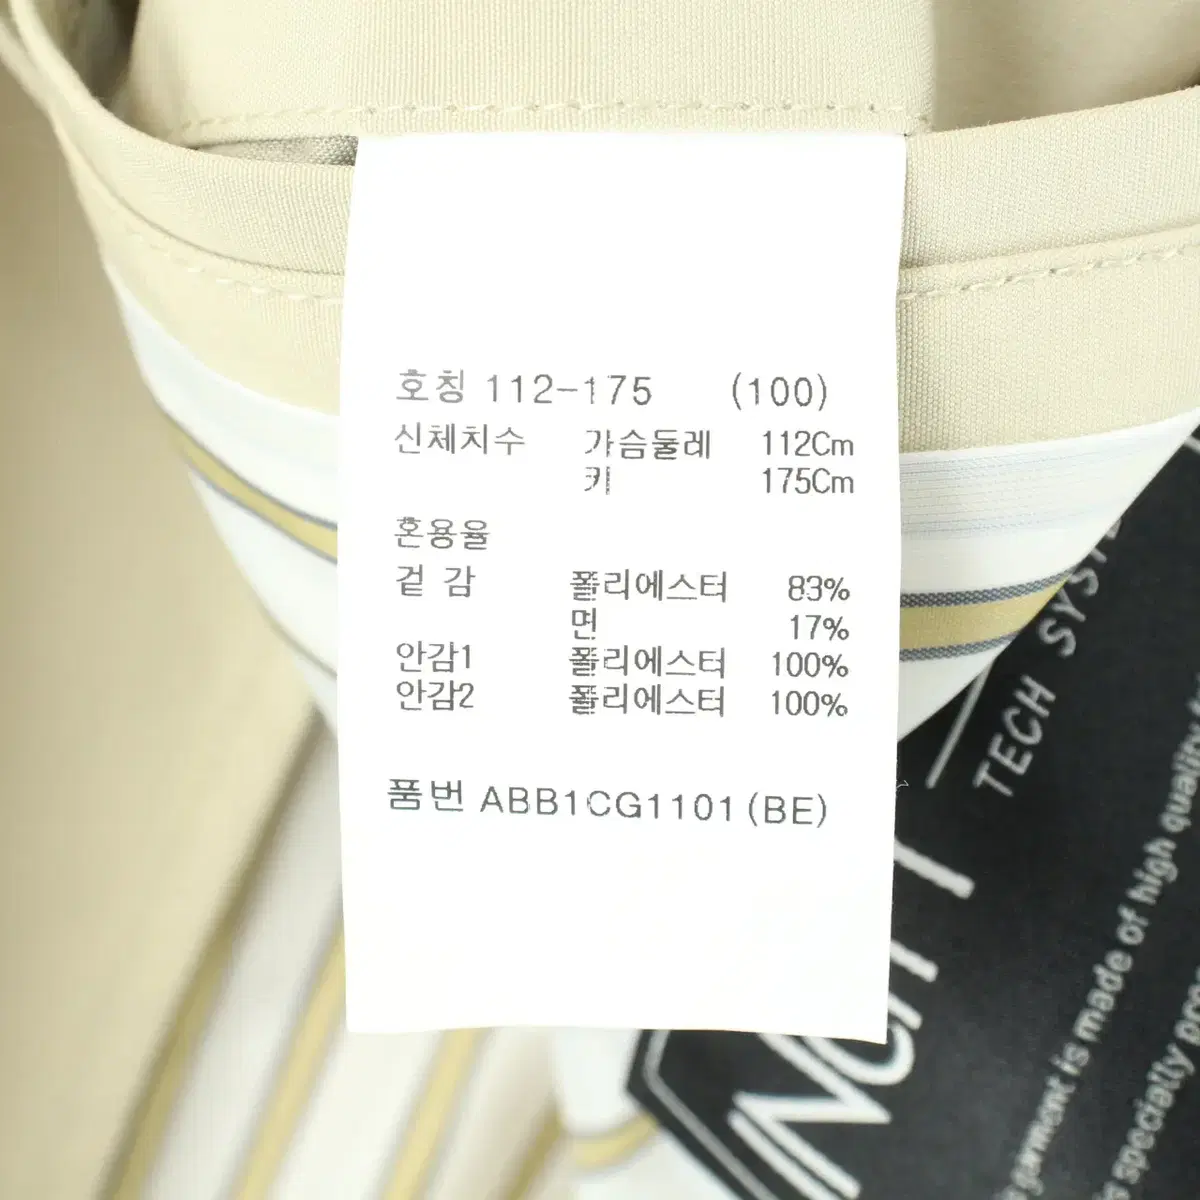 호칭 112-175 (100)
신체치수 가슴둘레 112Cm
키 175Cm
혼용율
겉 감 폴리에스터 83%
면 17%
안감1 폴리에스터 100%
안감2 폴리에스터 100%
품번 ABB1CG1101(BE)
TECH
garment is made of high quality
specialty